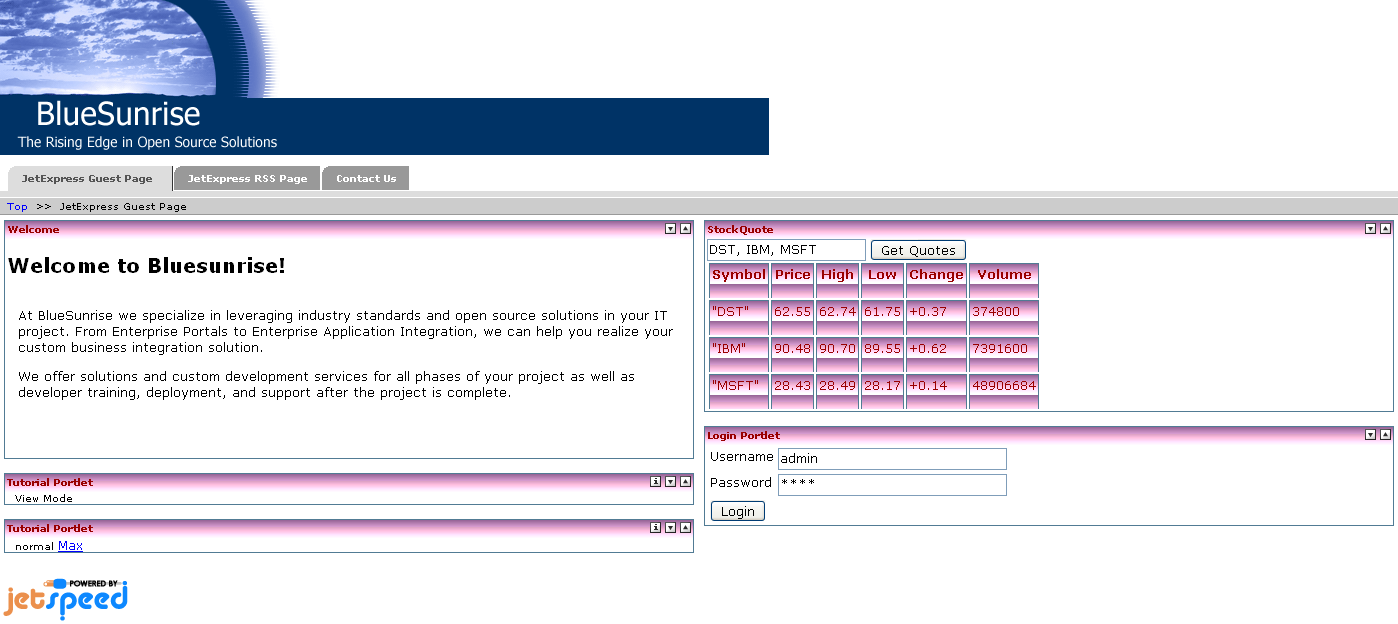 BlueSunrise
The Rising Edge in Open Source Solutions
JetExpress Guest Page JetExpress RSS Page Contact Us
Top >> JetExpress Guest Page
Welcome
Welcome to Bluesunrise!
At BlueSunrise we specialize in leveraging industry standards and open source solutions in your IT
project. From Enterprise Portals to Enterprise Application Integration, we can help you realize your
custom business integration solution.
We offer solutions and custom development services for all phases of your project as well as
developer training, deployment, and support after the project is complete.
Tutorial Portlet
View Mode
Tutorial Portlet
normal Max
StockQuote
DST, IBM, MSFT Get Quotes
Symbol Price High Low Change Volume
"DST" 62.55 62.74 61.75 +0.37 374800
"IBM" 90.48 90.70 89.55 +0.62 7391600
"MSFT" 28.43 28.49 28.17 +0.14 48906684
Login Portlet
Username admin
Password ****
Login
POWERED BY
jetspeed